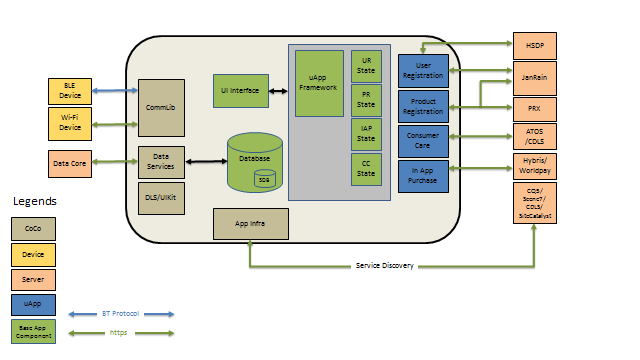 HSDP
UR
State
User
Registration
BLE
Device
UI Interface
uApp
Framework
JanRain
CommLib
PR
State
Product
Registration
PRX
Wi-Fi
Device
IAP
State
Consumer
Care
ATOS
/CDLS
Data Core
Data
Services
Database
SDB
CC
State
In App
Purchase
Hybris/
Worldpay
DLS/UIKit
CQ5/
Scene7/
CDLS/
SiteCatalyst
Legends
App Infra
CoCo
Device
Service Discovery
Server
uApp
BT Protocol
Base App
Component
https